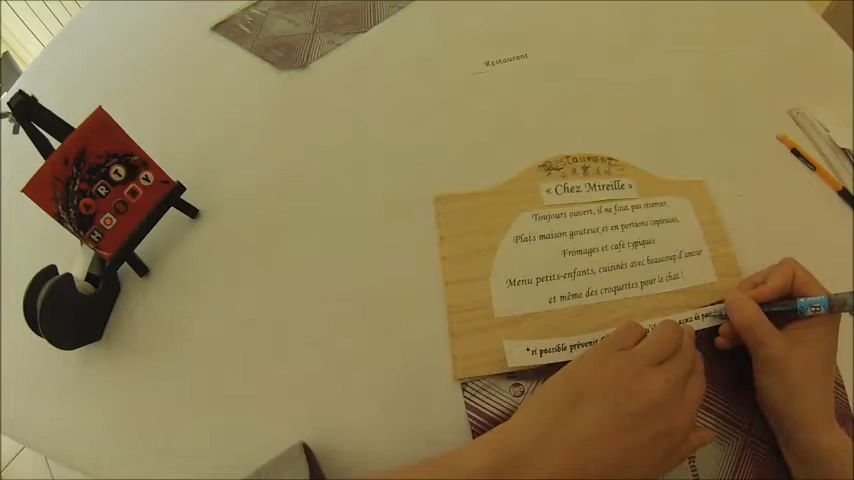 Restaurant
ARTY
HOBBY
Restaurant
« Chez Mireille »
Toujours ouvert, il ne faut pas réserver,
Plats maison gouteux et en portions copieuses,
Fromages et café typiques
Menu petits-enfants, cuisinés avec beaucoup d'amour
et même des croquettes pour le chat !
*si possible prévenir